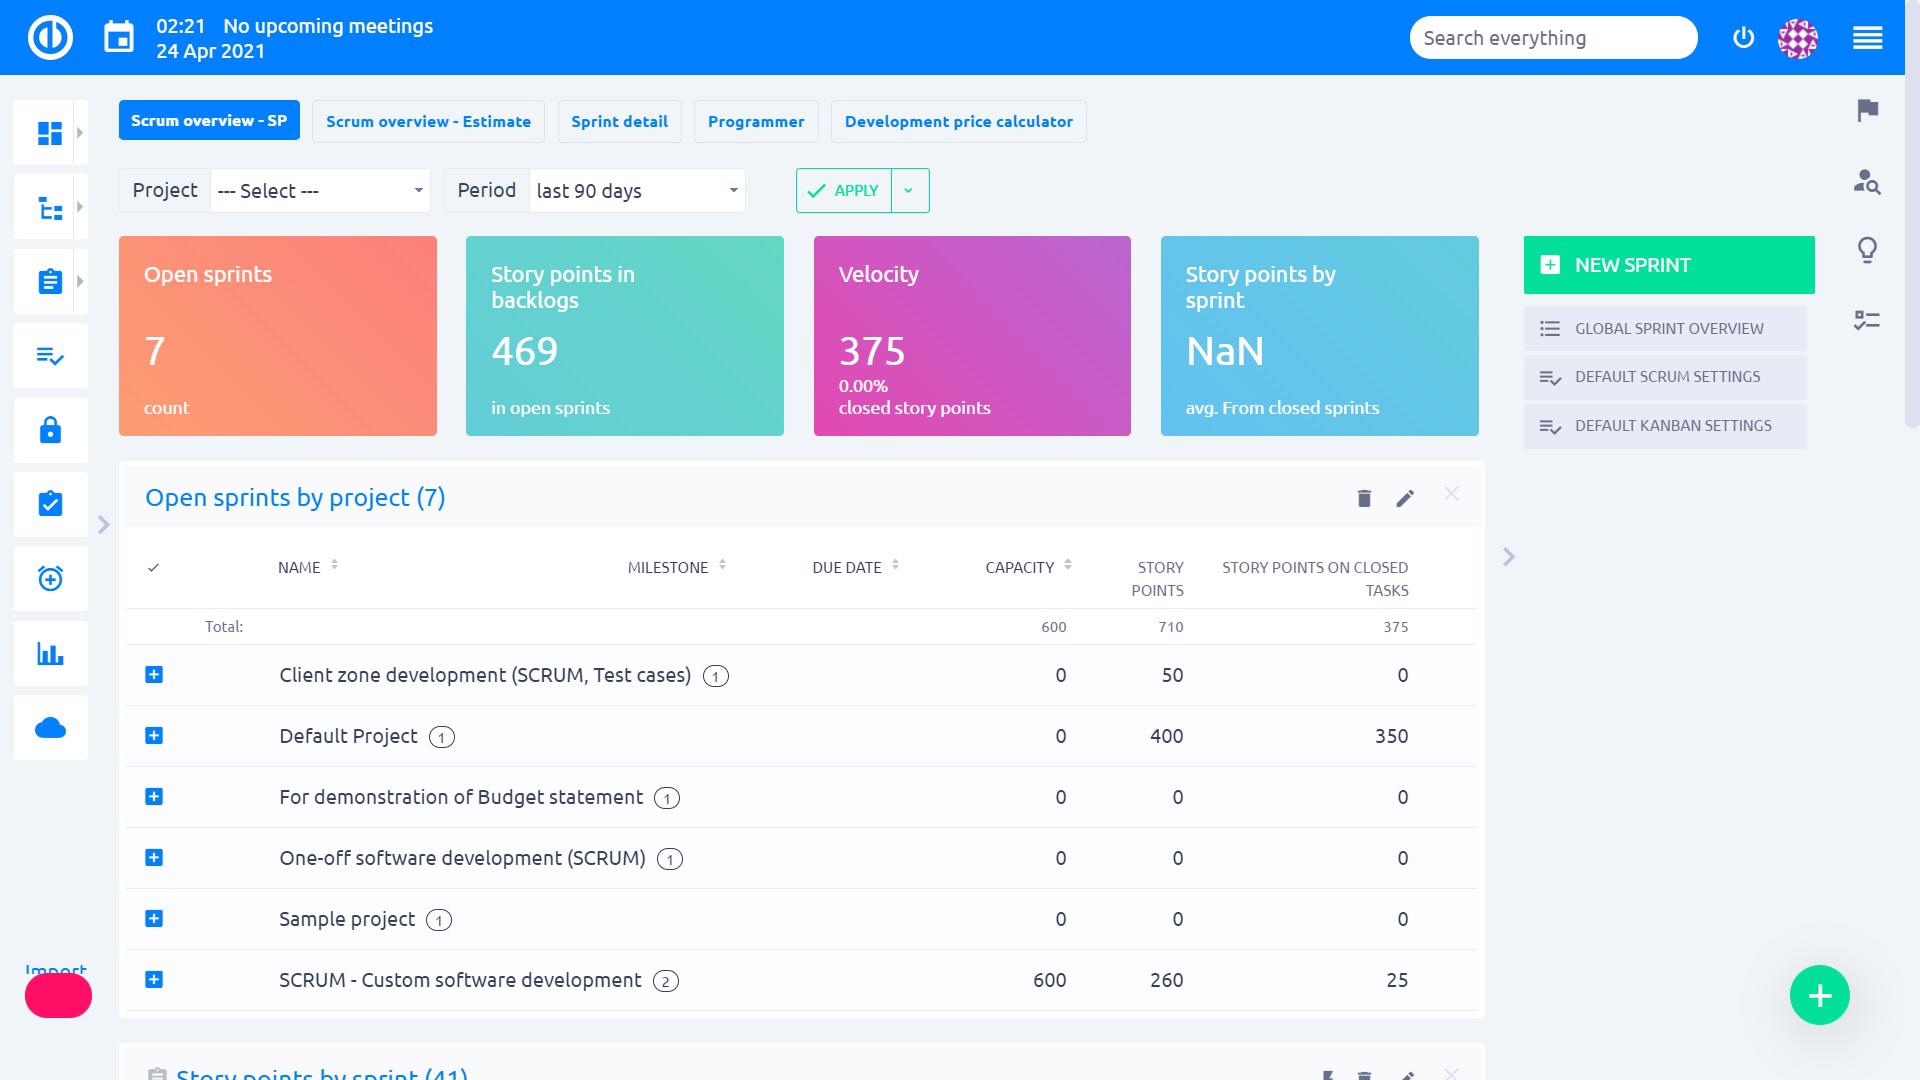 02:21 No upcoming meetings
24 Apr 2021
Search everything
Scrum overview - SP
Scrum overview - Estimate
Sprint detail
Programmer
Development price calculator
Project
--- Select ---
Period
last 90 days
APPLY
Open sprints
7
count
Story points in
backlogs
469
in open sprints
Velocity
375
0.00%
closed story points
Story points by
sprint
NaN
avg. From closed sprints
NEW SPRINT
GLOBAL SPRINT OVERVIEW
DEFAULT SCRUM SETTINGS
DEFAULT KANBAN SETTINGS
Open sprints by project (7)
NAME MILESTONE DUE DATE CAPACITY STORY POINTS STORY POINTS ON CLOSED TASKS
Total: 600 710 375
Client zone development (SCRUM, Test cases) 1 0 50 0
Default Project 1 0 400 350
For demonstration of Budget statement 1 0 0 0
One-off software development (SCRUM) 1 0 0 0
Sample project 1 0 0 0
SCRUM - Custom software development 2 600 260 25
Import
Story points by sprint (41)